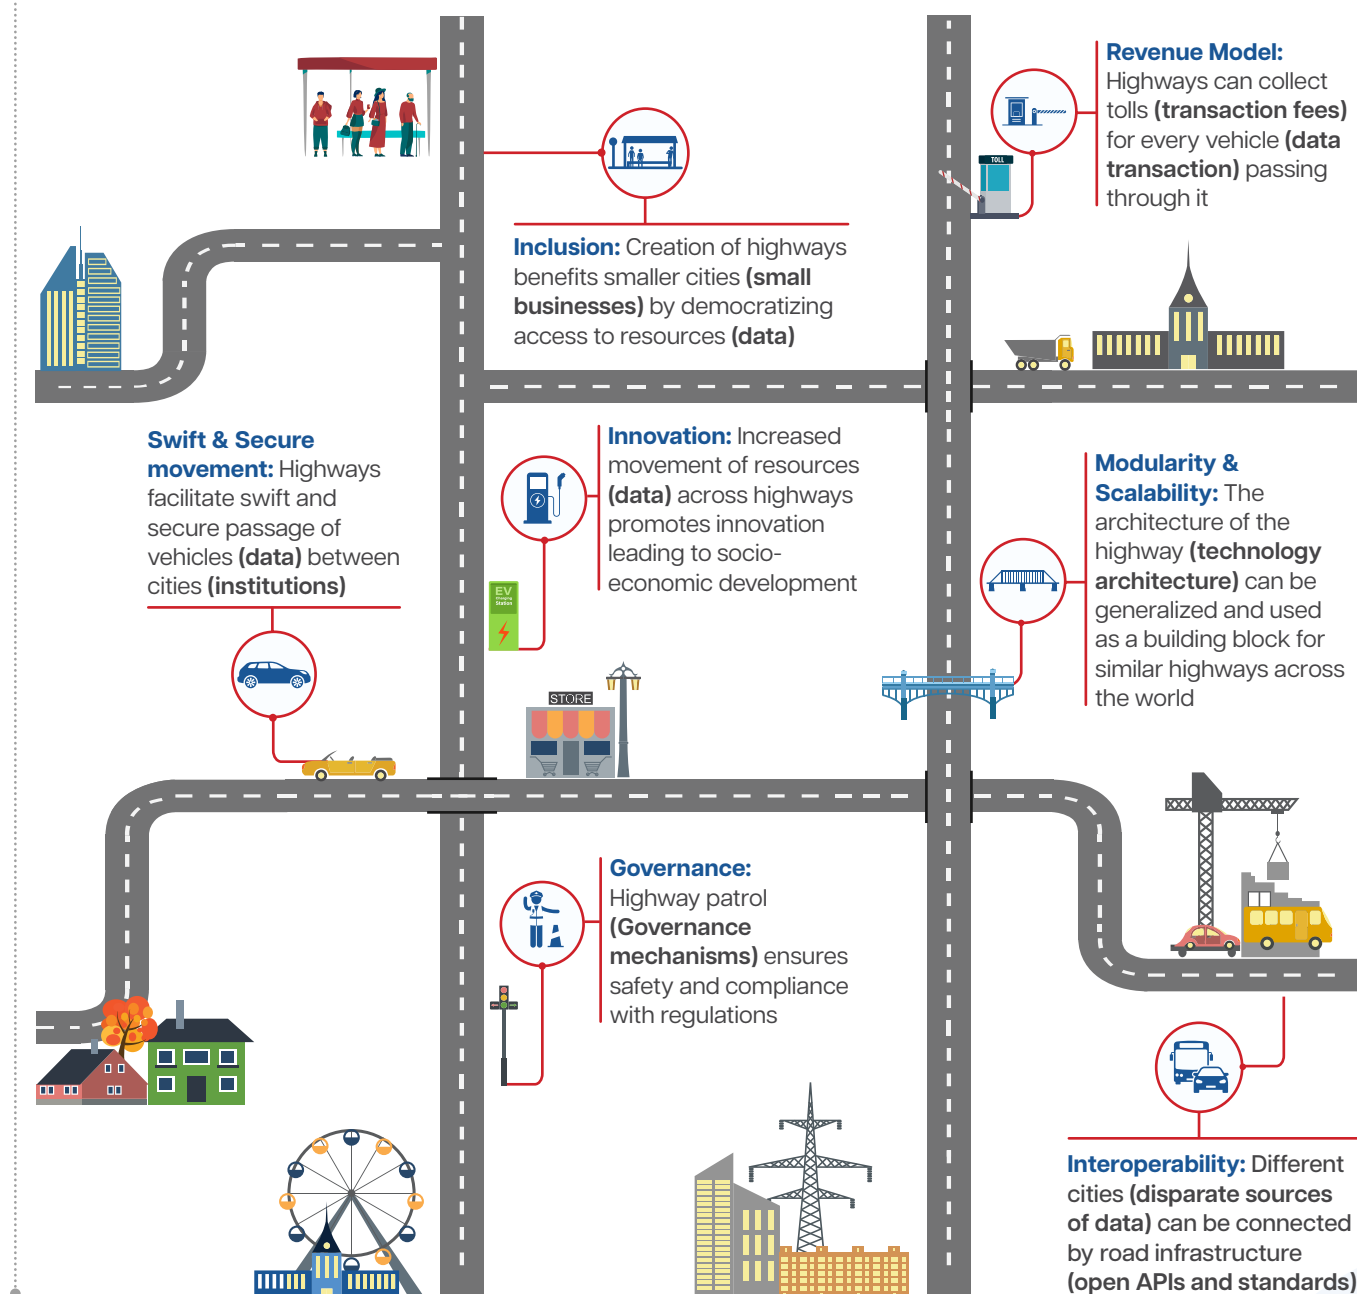 Revenue Model:
Highways can collect
tolls (transaction fees)
for every vehicle (data
transaction) passing
through it
TOLL
Inclusion: Creation of highways
benefits smaller cities (small
businesses) by democratizing
access to resources (data)
Swift & Secure
movement: Highways
facilitate swift and
secure passage of
vehicles (data) between
cities (institutions)
Innovation: Increased
movement of resources
(data) across highways
promotes innovation
leading to socio-
economic development
EV
Charging
Station
Modularity &
Scalability: The
architecture of the
highway (technology
architecture) can be
generalized and used
as a building block for
similar highways across
the world
STORE
Governance:
Highway patrol
(Governance
mechanisms) ensures
safety and compliance
with regulations
Interoperability: Different
cities (disparate sources
of data) can be connected
by road infrastructure
(open APIs and standards)